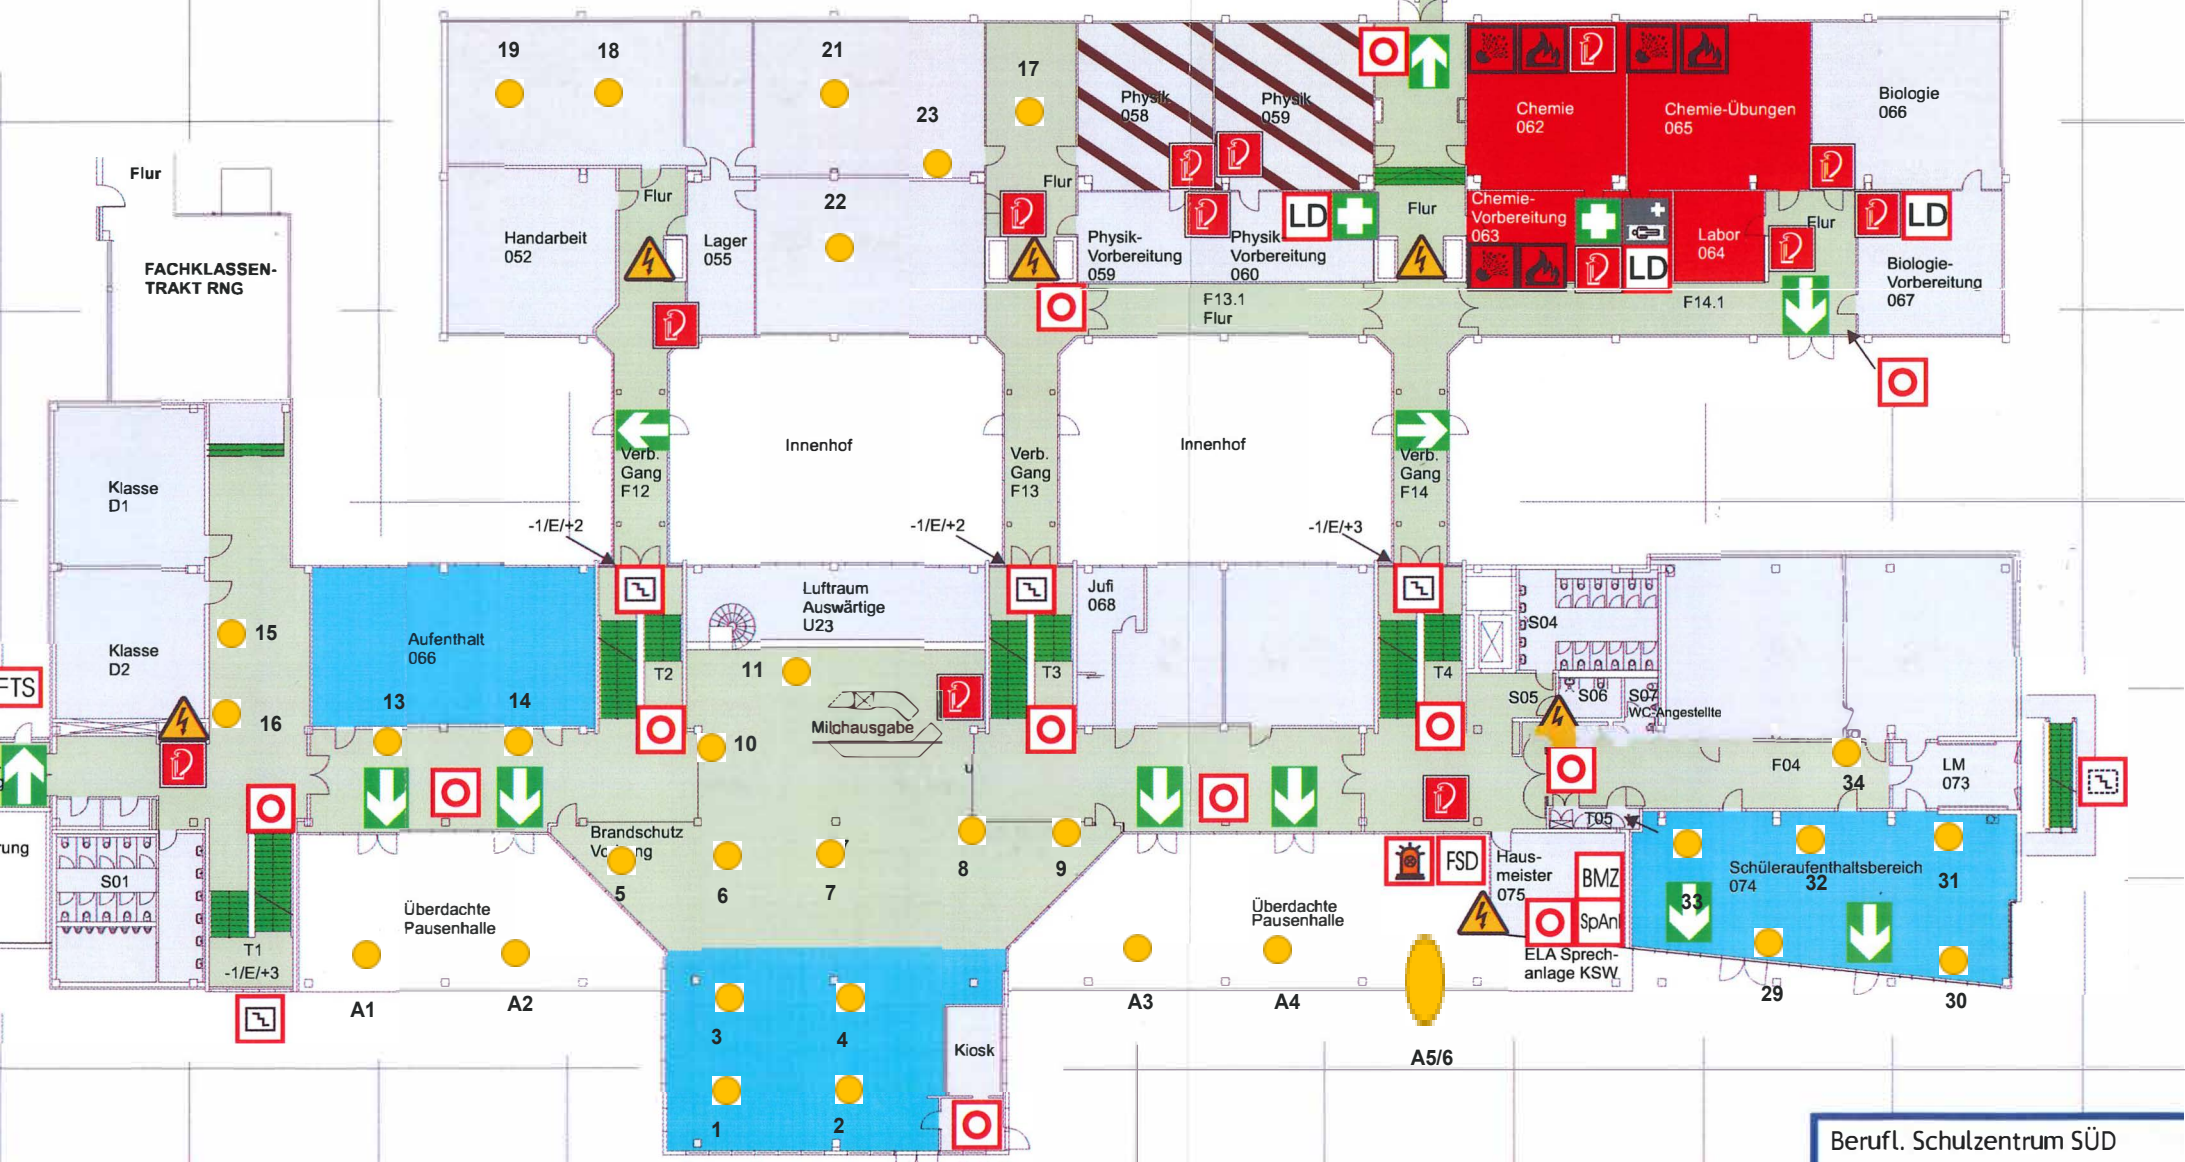 19
18
21
17
23
22
Physik
058
Physik
059
Chemie
062
Chemie-Übungen
065
Biologie
066
Flur
FACHKLASSEN-
TRAKT RNG
Handarbeit
052
Flur
Lager
055
Flur
Physik-
Vorbereitung
059
Physik-
Vorbereitung
060
LD
Flur
Chemie-
Vorbereitung
063
LD
Labor
064
Flur
LD
Biologie-
Vorbereitung
067
F13.1
Flur
F14.1
Klasse
D1
Innenhof
Innenhof
Verb.
Gang
F12
Verb.
Gang
F13
Verb.
Gang
F14
-1/E/+2
-1/E/+2
-1/E/+3
Klasse
D2
15
16
Aufenthalt
066
13
14
T2
Luftraum
Auswärtige
U23
11
10
Milchausgabe
u
T3
Jufi
068
T4
S04
S05
S06
S07
WC-Angestellte
F04
34
LM
073
T05
FTS
S01
rung
T1
-1/E/+3
Brandschutz
5
6
7
8
9
Überdachte
Pausenhalle
A1
A2
3
4
1
2
Kiosk
Überdachte
Pausenhalle
A3
A4
A5/6
FSD
Haus-
meister
075
BMZ
SpAnl
ELA Sprech-
anlage KSW
Schüleraufenthaltsbereich
074
33
32
31
29
30
Berufl. Schulzentrum SÜD